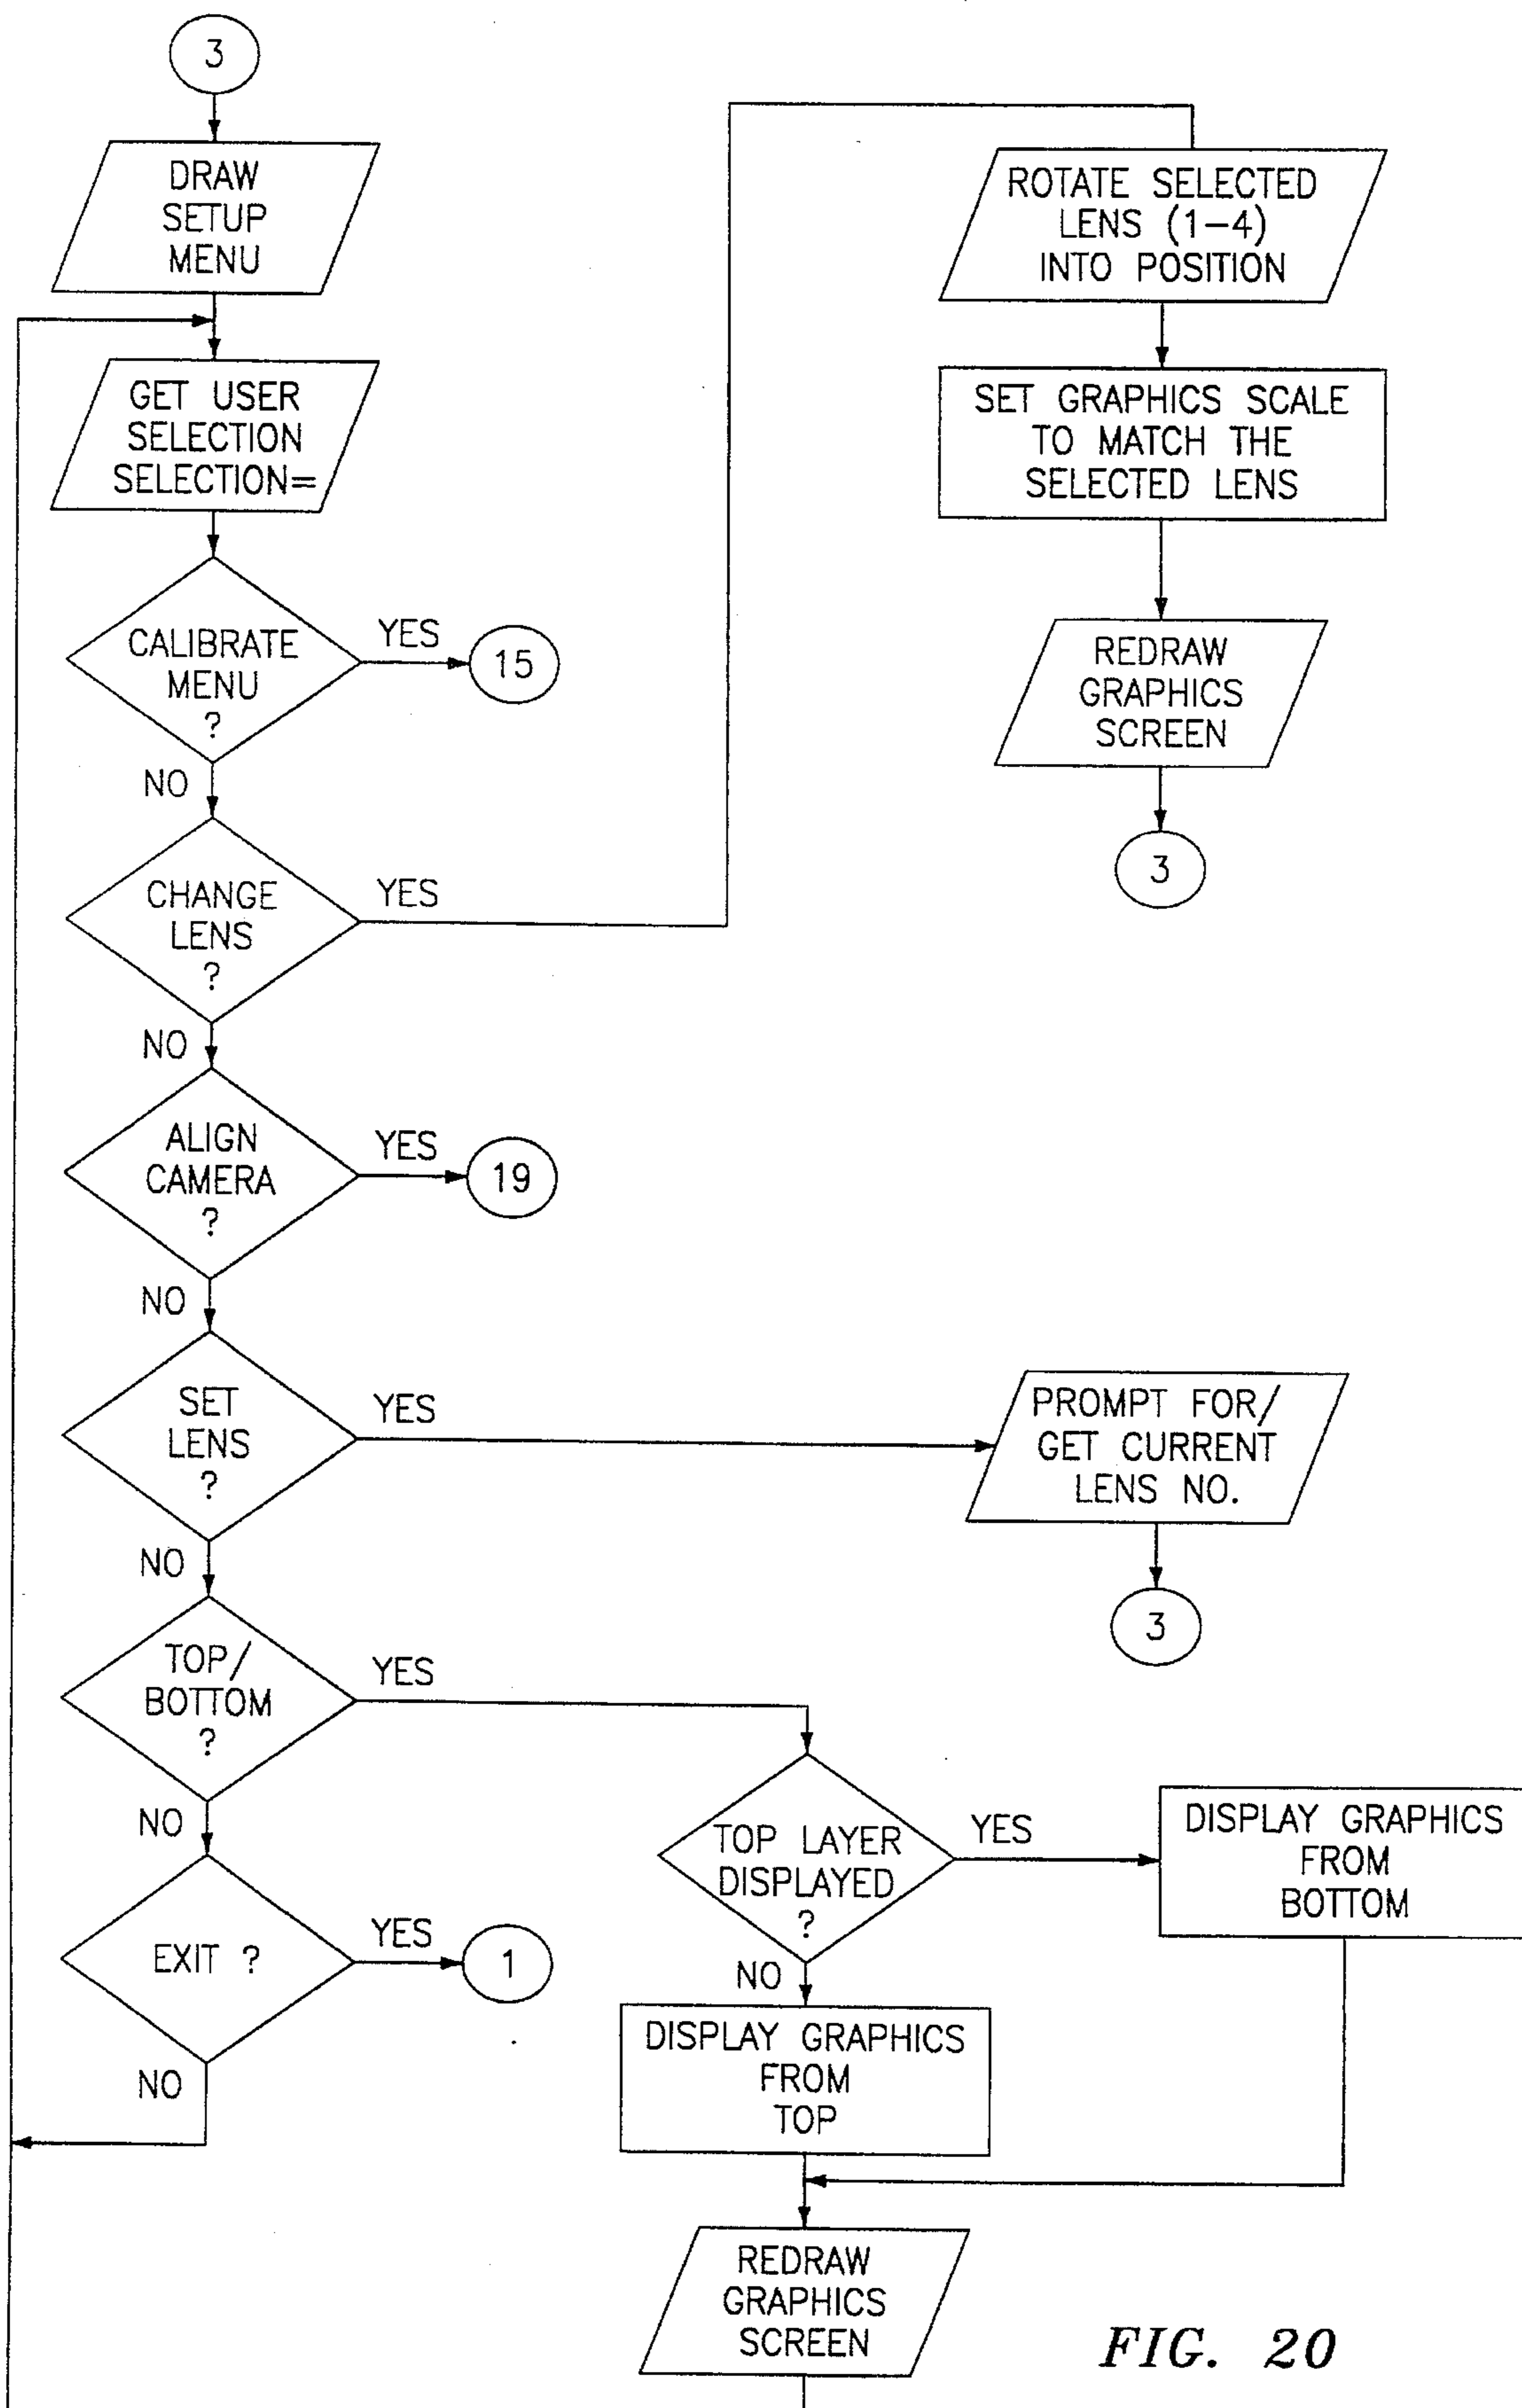 3
DRAW
SETUP
MENU
GET USER
SELECTION
SELECTION=
CALIBRATE
MENU
?
YES
15
NO
CHANGE
LENS
?
YES
NO
ROTATE SELECTED
LENS (1-4)
INTO POSITION
SET GRAPHICS SCALE
TO MATCH THE
SELECTED LENS
REDRAW
GRAPHICS
SCREEN
3
ALIGN
CAMERA
?
YES
19
NO
SET
LENS
?
YES
PROMPT FOR/
GET CURRENT
LENS NO.
3
NO
TOP/
BOTTOM
?
YES
NO
TOP LAYER
DISPLAYED
?
YES
DISPLAY GRAPHICS
FROM
BOTTOM
NO
DISPLAY GRAPHICS
FROM
TOP
EXIT ?
YES
1
NO
REDRAW
GRAPHICS
SCREEN
FIG. 20